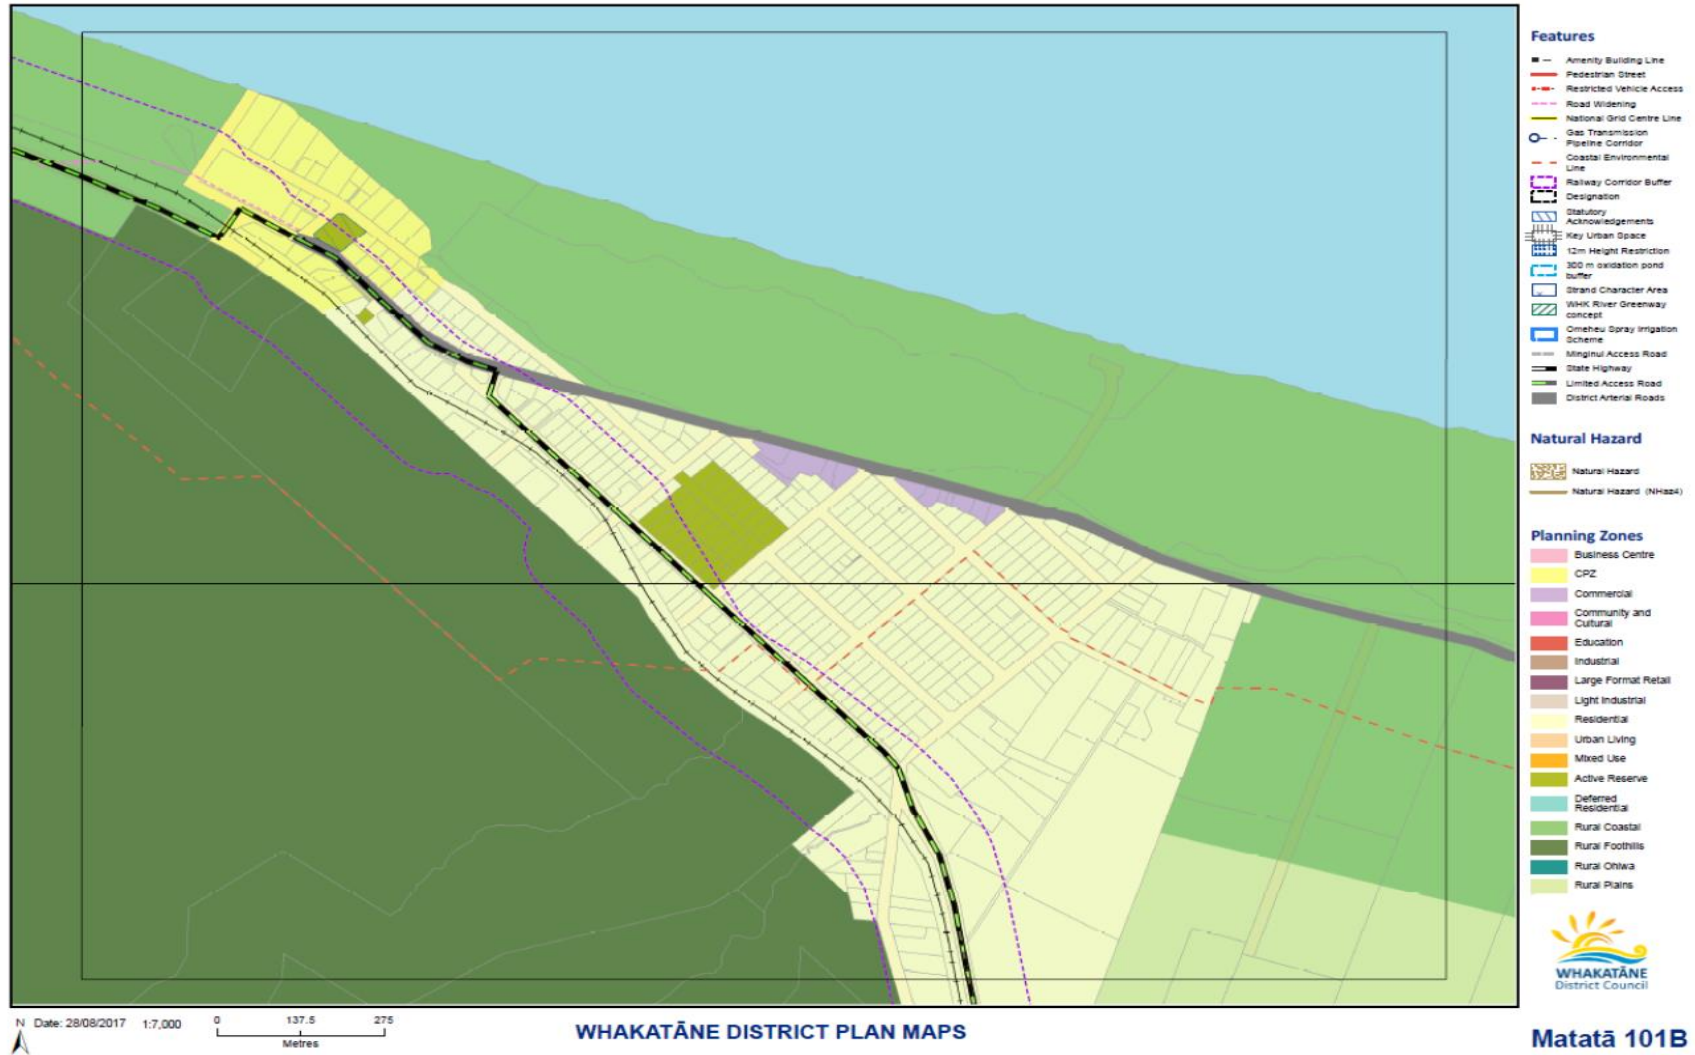 Features
Amenity Building Line
Pedestrian Street
Restricted Vehicle Access
Road Widening
National Grid Centre Line
Gas Transmission
Pipeline Corridor
Coastal Environmental
Line
Railway Corridor Buffer
Designation
Statutory
Acknowledgements
Key Urban Space
12m Height Restriction
300 m oxidation pond
buffer
Strand Character Area
WHK River Greenway
concept
Omeheu Spray Irrigation
Scheme
Minginui Access Road
State Highway
Limited Access Road
District Arterial Roads
Natural Hazard
Natural Hazard
Natural Hazard (NHaz4)
Planning Zones
Business Centre
CPZ
Commercial
Community and
Cultural
Education
Industrial
Large Format Retail
Light Industrial
Residential
Urban Living
Mixed Use
Active Reserve
Deferred
Residential
Rural Coastal
Rural Foothills
Rural Ohiwa
Rural Plains
WHAKATĀNE
District Council
N Date: 28/08/2017 1:7,000
0 137.5 275
Metres
WHAKATĀNE DISTRICT PLAN MAPS
Matatā 101B